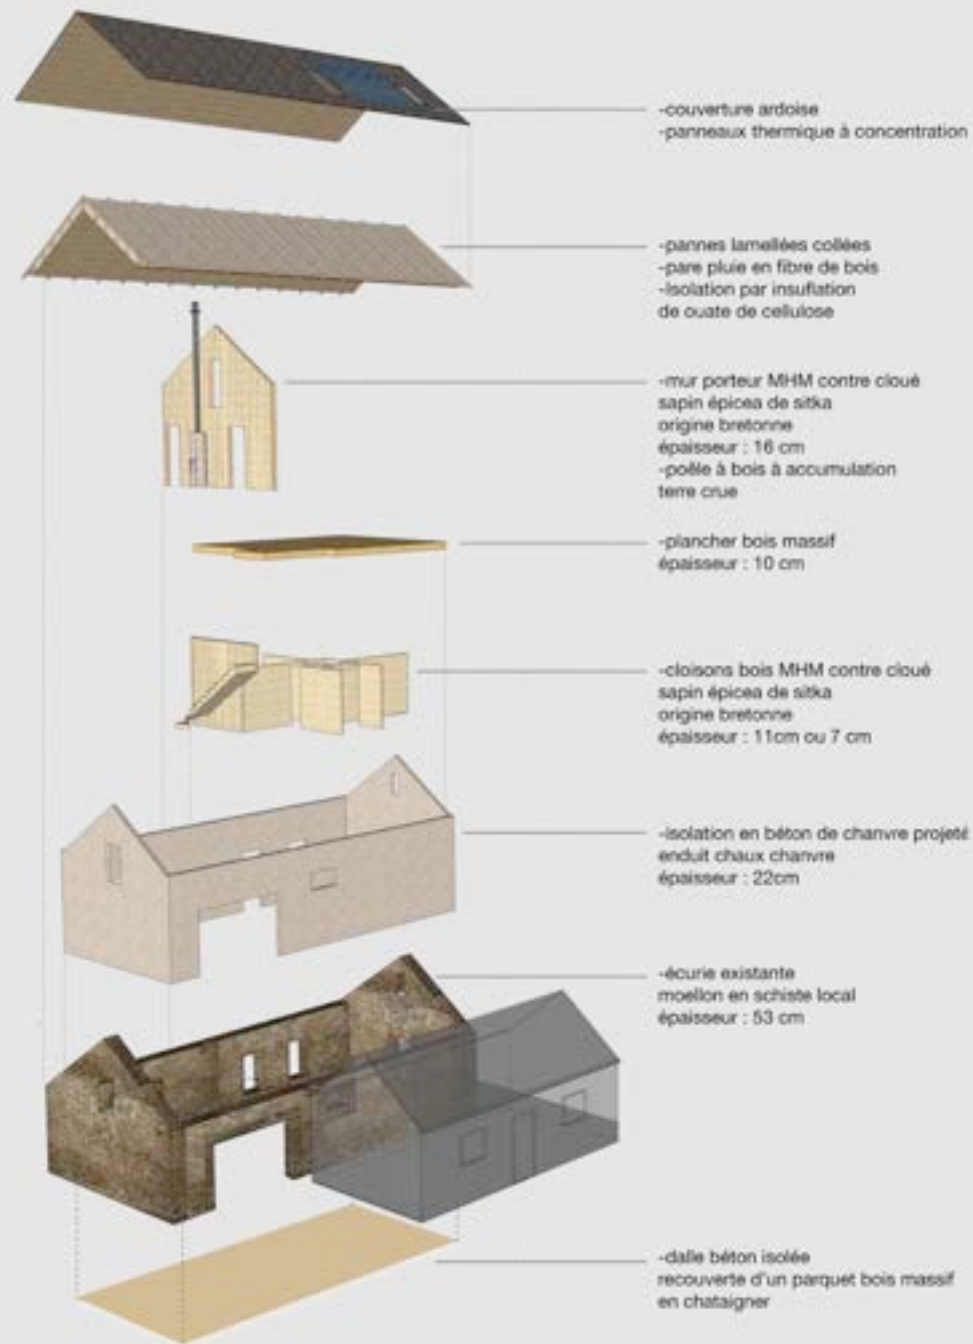 -couverture ardoise
-panneaux thermique à concentration
-pannes lamellées collées
-pare pluie en fibre de bois
-Isolation par insuflation
de ouate de cellulose
-mur porteur MHM contre cloué
sapin épicea de sitka
origine bretonne
épaisseur : 16 cm
-poêle à bois à accumulation
terre crue
-plancher bois massif
épaisseur : 10 cm
-cloisons bois MHM contre cloué
sapin épicea de sitka
origine bretonne
épaisseur : 11cm ou 7 cm
-isolation en béton de chanvre projeté
enduit chaux chanvre
épaisseur : 22cm
-écurie existante
moellon en schiste local
épaisseur : 53 cm
-dalle béton isolée
recouverte d'un parquet bois massif
en chataigner